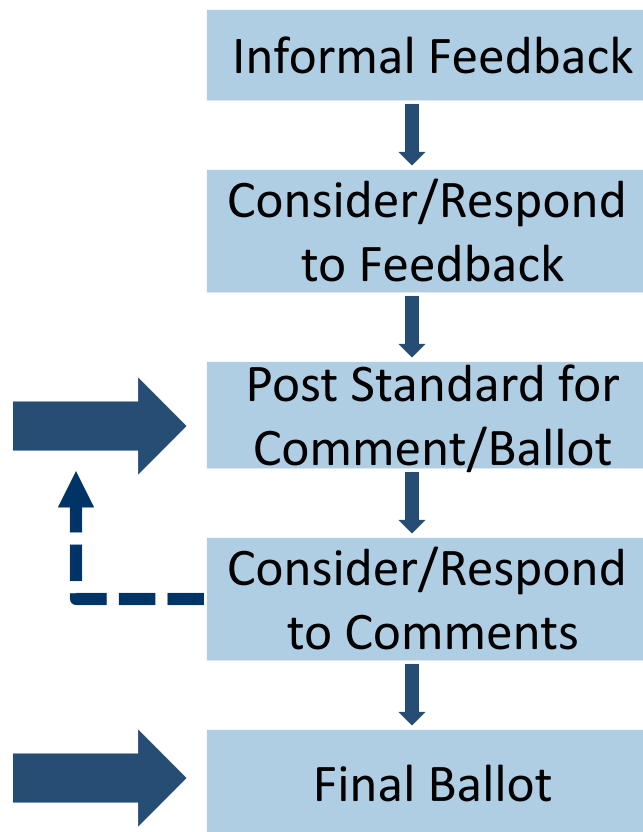 Informal Feedback
Consider/Respond
to Feedback
Post Standard for
Comment/Ballot
Consider/Respond
to Comments
Final Ballot